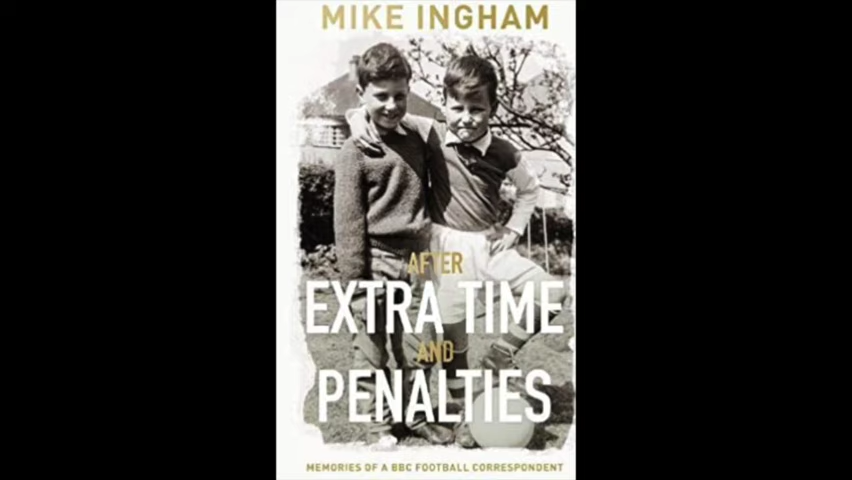 MIKE INGHAM
AFTER
EXTRA TIME
AND
PENALTIES
MEMORIES OF A BBC FOOTBALL CORRESPONDENT